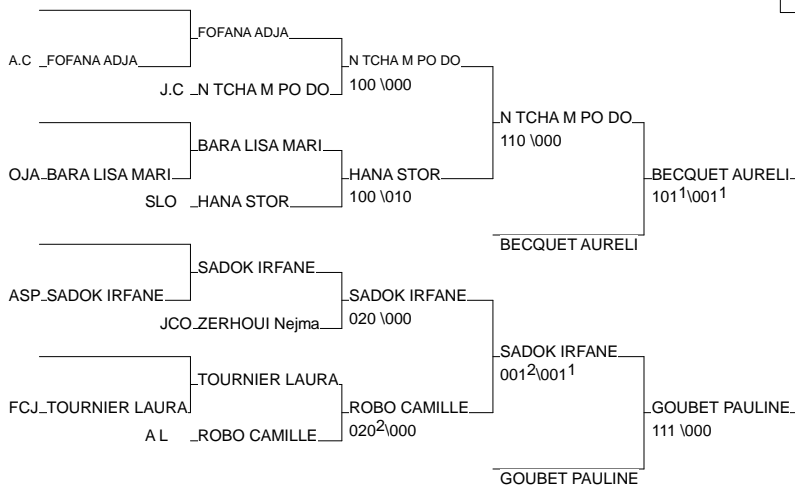 FOFANA ADJA
A.C FOFANA ADJA
N TCHA M PO DO
J.C N TCHA M PO DO
100 \000
N TCHA M PO DO
110 \000
BARA LISA MARI
OJA BARA LISA MARI
HANA STOR
BECQUET AURELI
SLO HANA STOR
100 \010
101¹\001¹
BECQUET AURELI
SADOK IRFANE
ASP SADOK IRFANE
SADOK IRFANE
JCO ZERHOUI Nejma
020 \000
SADOK IRFANE
001²\001¹
TOURNIER LAURA
FCJ TOURNIER LAURA
ROBO CAMILLE
GOUBET PAULINE
A L ROBO CAMILLE
020²\000
111 \000
GOUBET PAULINE